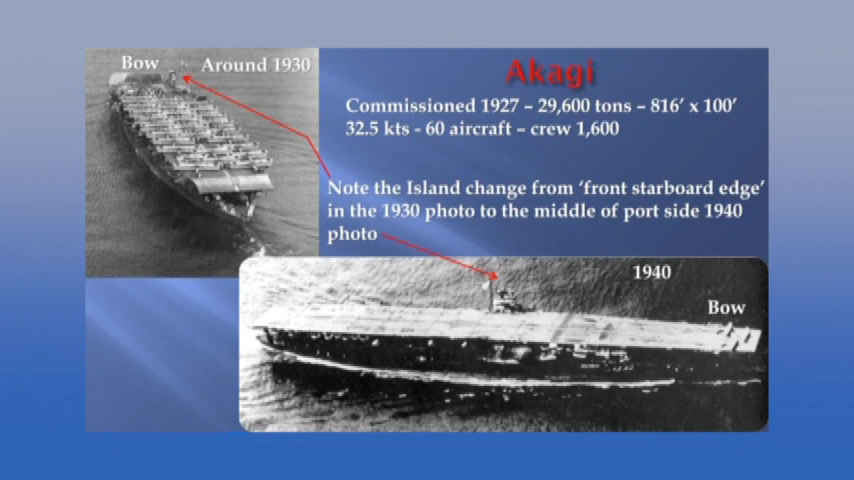 Bow
Around 1930
Akagi
Commissioned 1927 – 29,600 tons – 816’ x 100’
32.5 kts - 60 aircraft – crew 1,600
Note the Island change from ‘front starboard edge’
in the 1930 photo to the middle of port side 1940
photo
1940
Bow